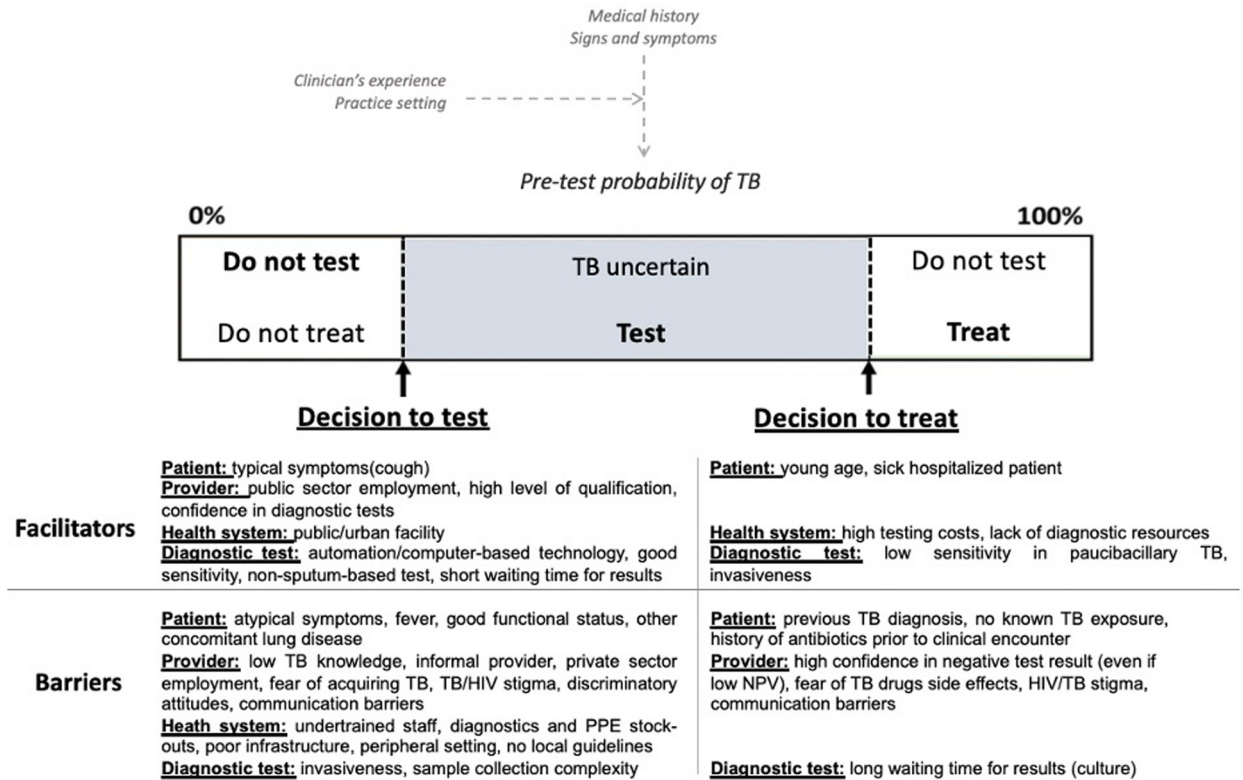 Medical history
Signs and symptoms
Clinician's experience
Practice setting
Pre-test probability of TB
0%
100%
Do not test
TB uncertain
Do not test
Do not treat
Test
Treat
Decision to test
Decision to treat
Facilitators
Patient: typical symptoms(cough)
Provider: public sector employment, high level of qualification,
confidence in diagnostic tests
Health system: public/urban facility
Diagnostic test: automation/computer-based technology, good
sensitivity, non-sputum-based test, short waiting time for results
Patient: young age, sick hospitalized patient
Health system: high testing costs, lack of diagnostic resources
Diagnostic test: low sensitivity in paucibacillary TB,
invasiveness
Barriers
Patient: atypical symptoms, fever, good functional status, other
concomitant lung disease
Provider: low TB knowledge, informal provider, private sector
employment, fear of acquiring TB, TB/HIV stigma, discriminatory
attitudes, communication barriers
Heath system: undertrained staff, diagnostics and PPE stock-
outs, poor infrastructure, peripheral setting, no local guidelines
Diagnostic test: invasiveness, sample collection complexity
Patient: previous TB diagnosis, no known TB exposure,
history of antibiotics prior to clinical encounter
Provider: high confidence in negative test result (even if
low NPV), fear of TB drugs side effects, HIV/TB stigma,
communication barriers
Diagnostic test: long waiting time for results (culture)